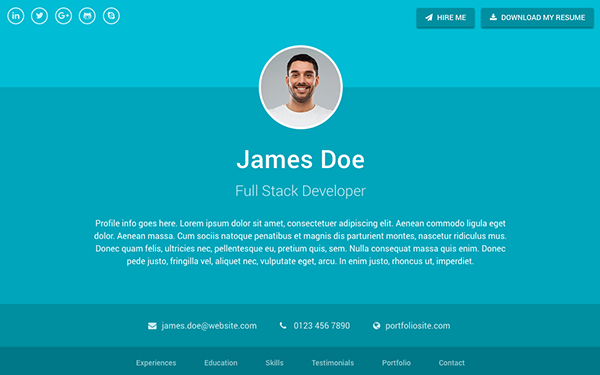 in
G+
HIRE ME
DOWNLOAD MY RESUME
James Doe
Full Stack Developer
Profile info goes here. Lorem ipsum dolor sit amet, consectetuer adipiscing elit. Aenean commodo ligula eget
dolor. Aenean massa. Cum sociis natoque penatibus et magnis dis parturient montes, nascetur ridiculus mus.
Donec quam felis, ultricies nec, pellentesque eu, pretium quis, sem. Nulla consequat massa quis enim. Donec
pede justo, fringilla vel, aliquet nec, vulputate eget, arcu. In enim justo, rhoncus ut, imperdiet.
james.doe@website.com
0123 456 7890
portfoliosite.com
Experiences
Education
Skills
Testimonials
Portfolio
Contact